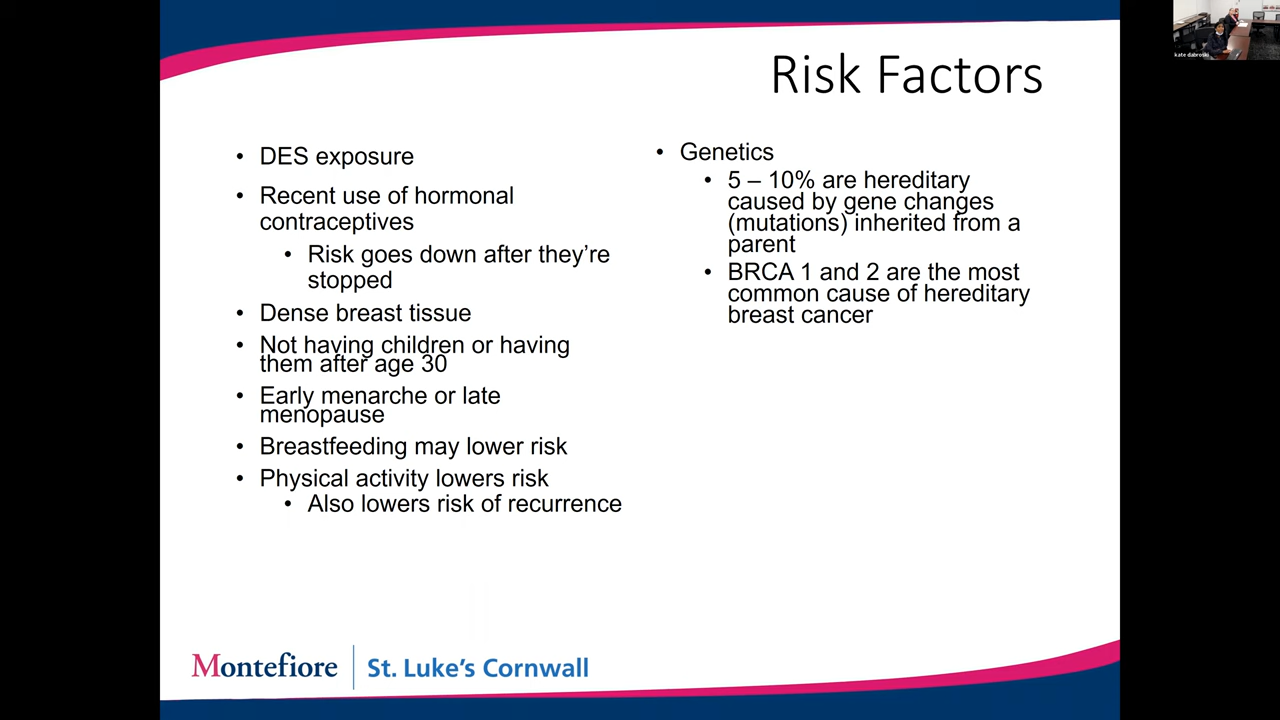 Risk Factors
• DES exposure
• Recent use of hormonal
contraceptives
• Risk goes down after they're
stopped
• Dense breast tissue
• Not having children or having
them after age 30
• Early menarche or late
menopause
• Breastfeeding may lower risk
• Physical activity lowers risk
• Also lowers risk of recurrence
• Genetics
• 5 – 10% are hereditary
caused by gene changes
(mutations) inherited from a
parent
• BRCA 1 and 2 are the most
common cause of hereditary
breast cancer
Montefiore
St. Luke's Cornwall
kate dabroski